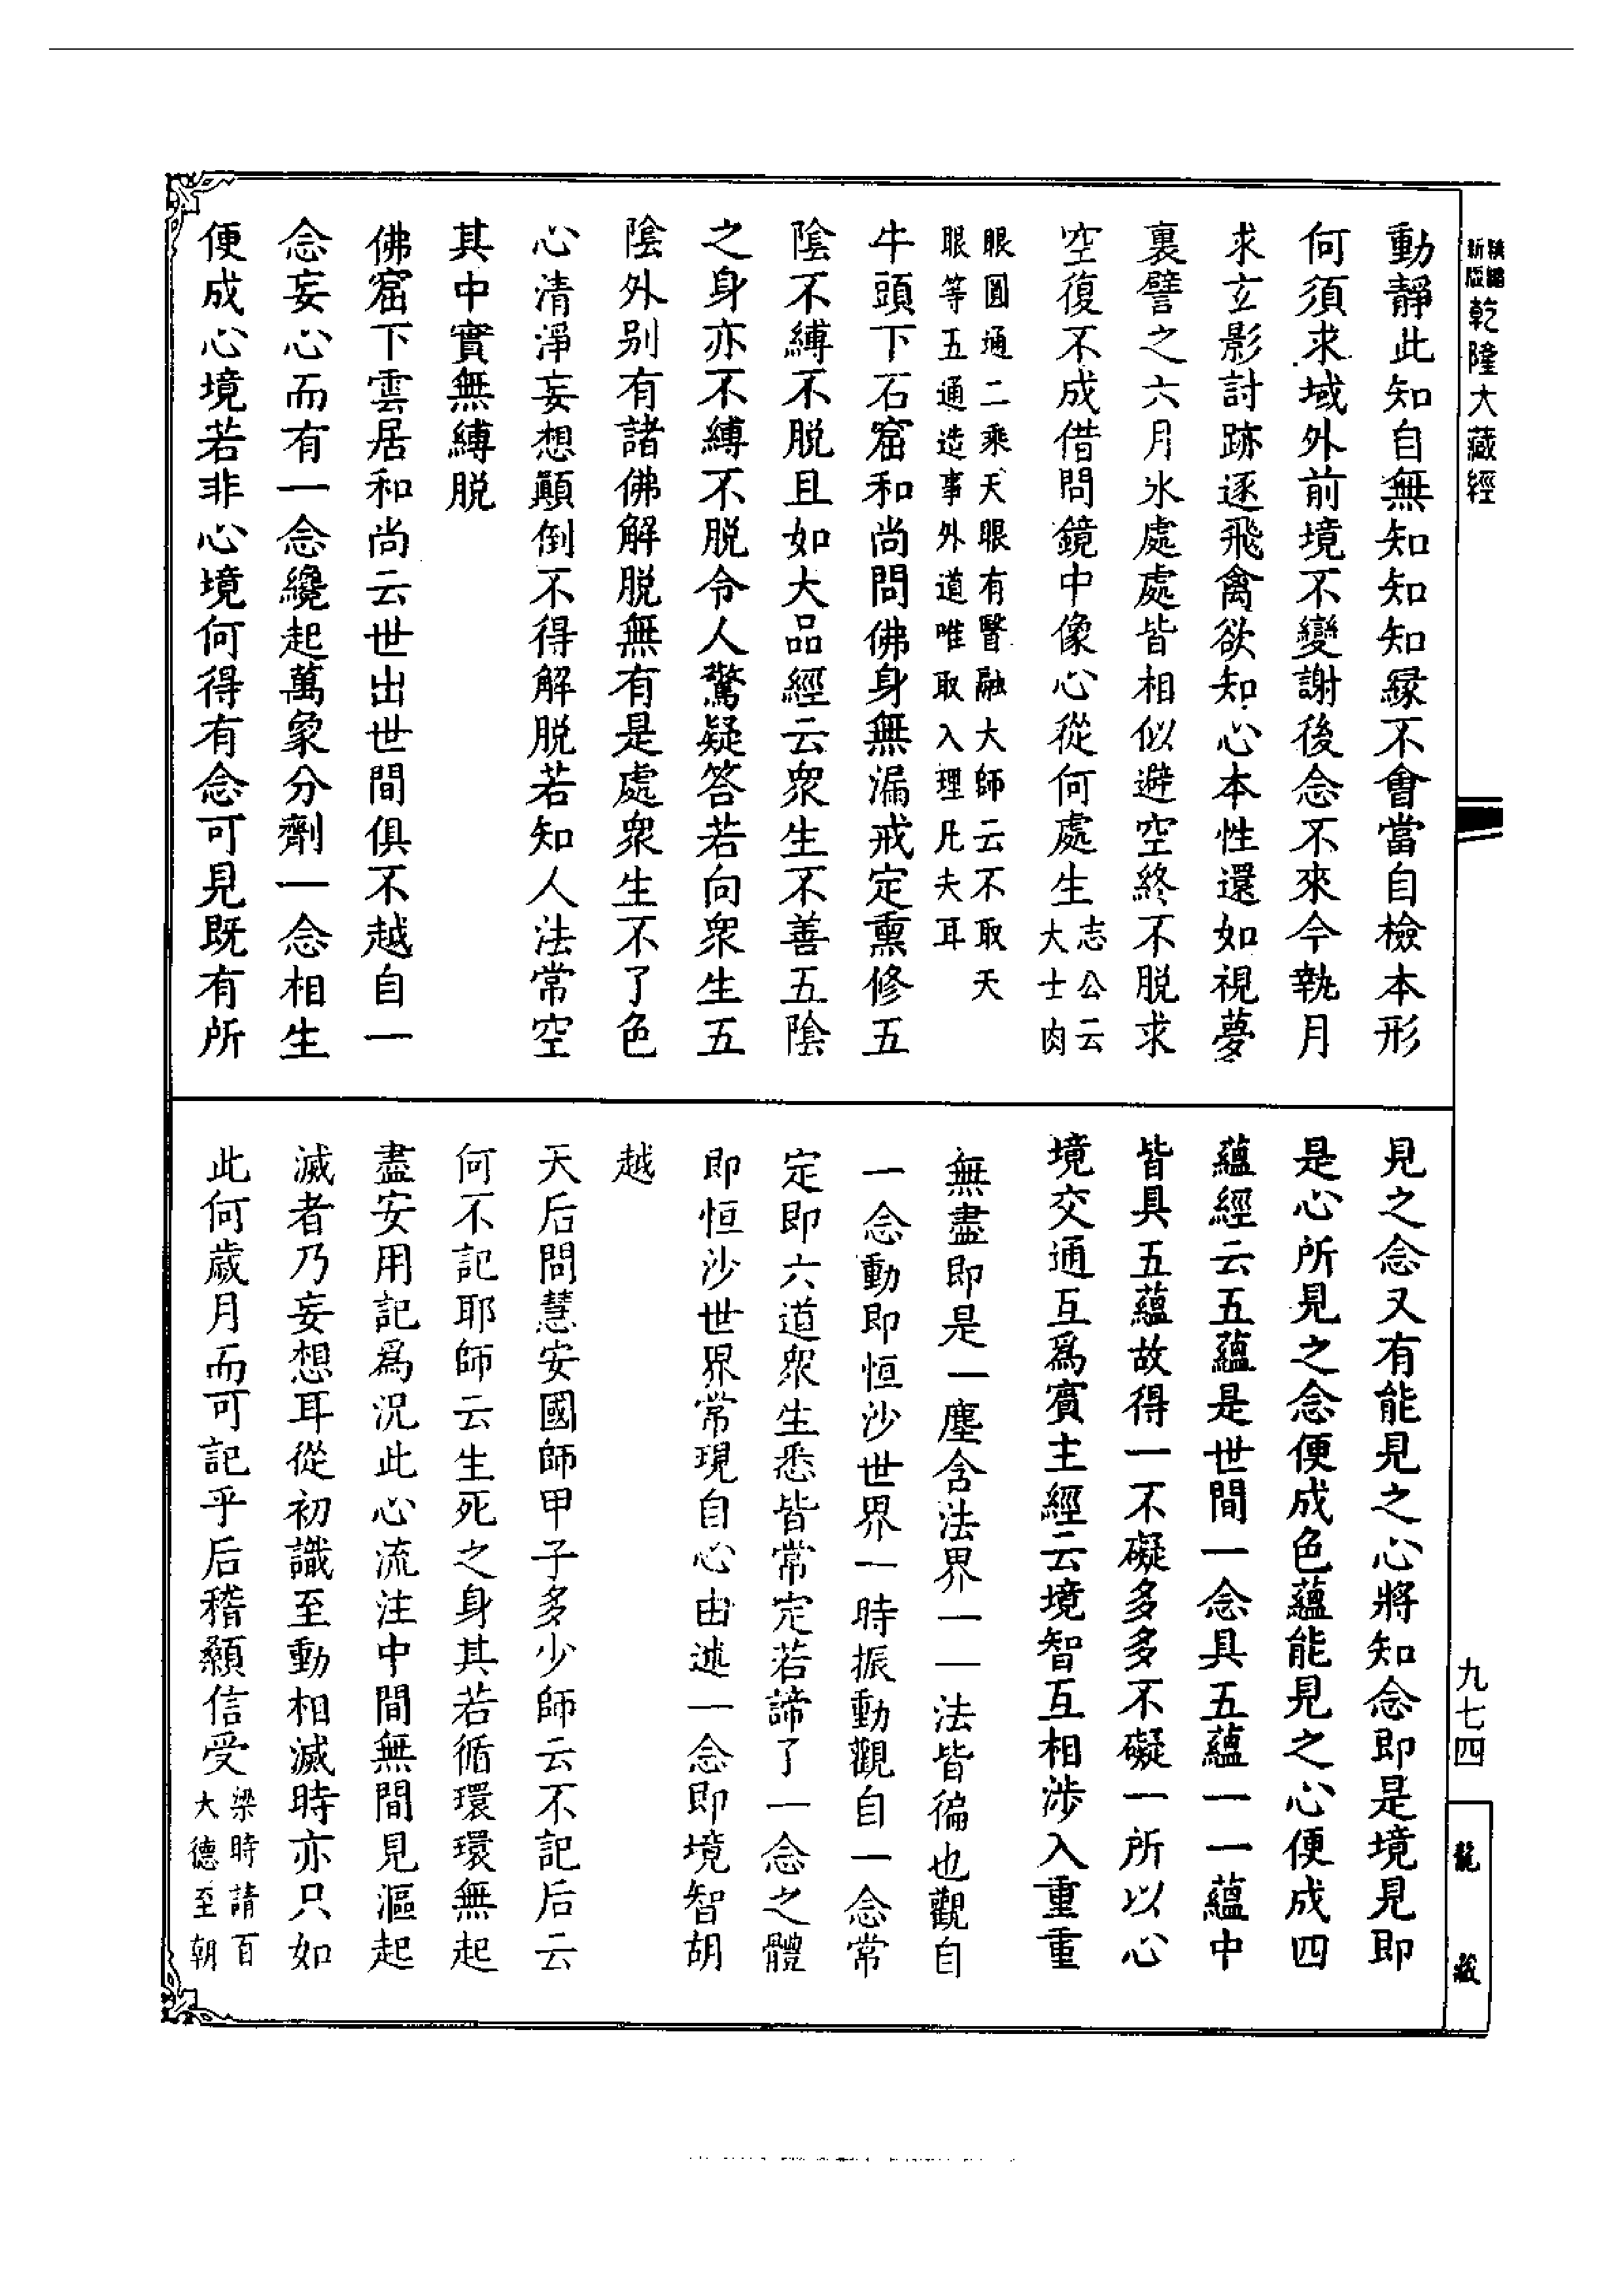 新版
精縮
乾隆大藏經
動靜此知自無知知知緣不會當自檢本形
何須求域外前境不變謝後念不來今執月
求玄影討跡逐飛禽欲知心本性還如視夢
裏譬之六月氷處處皆相似避空終不脫求
空復不成借問鏡中像心從何處生志公云大士肉
眼圓通二乘天眼有翳融大師云不取天
眼等五通造事外道唯取入理凡夫耳
牛頭下石窟和尚問佛身無漏戒定熏修五
陰不縛不脫且如大品經云衆生不善五陰
之身亦不縛不脫令人驚疑答若向衆生五
陰外別有諸佛解脫無有是處衆生不了色
心清淨妄想顚倒不得解脫若知人法常空
其中實無縛脫
佛窟下雲居和尚云世出世間俱不越自一
念妄心而有一念纔起萬象分劑一念相生
便成心境若非心境何得有念可見既有所
見之念又有能見之心將知念即是境見即
是心所見之念便成色蘊能見之心便成四
蘊經云五蘊是世間一念具五蘊一一蘊中
皆具五蘊故得一不礙多多不礙一所以心
境交通互爲賓主經云境智互相涉入重重
無盡即是一塵含法界一一法皆徧也觀自
一念動即恒沙世界一時振動觀自一念常
定即六道衆生悉皆常定若諦了一念之體
即恒沙世界常現自心由述一念即境智胡
越
天后問慧安國師甲子多少師云不記后云
何不記耶師云生死之身其若循環環無起
盡安用記爲況此心流注中間無間見漚起
滅者乃妄想耳從初識至動相滅時亦只如
此何歲月而可記乎后稽顙信受梁時請百大德至朝
九七四
龍藏